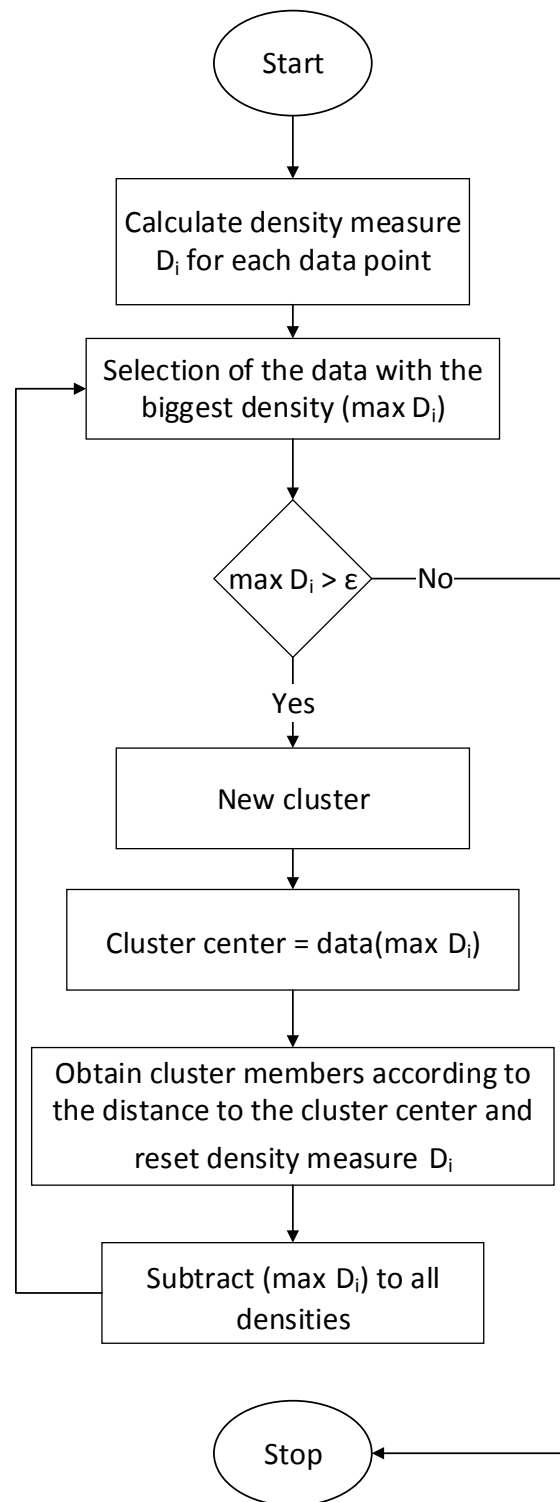 Start
Calculate density measure
Dᵢ for each data point
Selection of the data with the
biggest density (max Dᵢ)
max Dᵢ > ε
No
Yes
New cluster
Cluster center = data(max Dᵢ)
Obtain cluster members according to
the distance to the cluster center and
reset density measure Dᵢ
Subtract (max Dᵢ) to all
densities
Stop